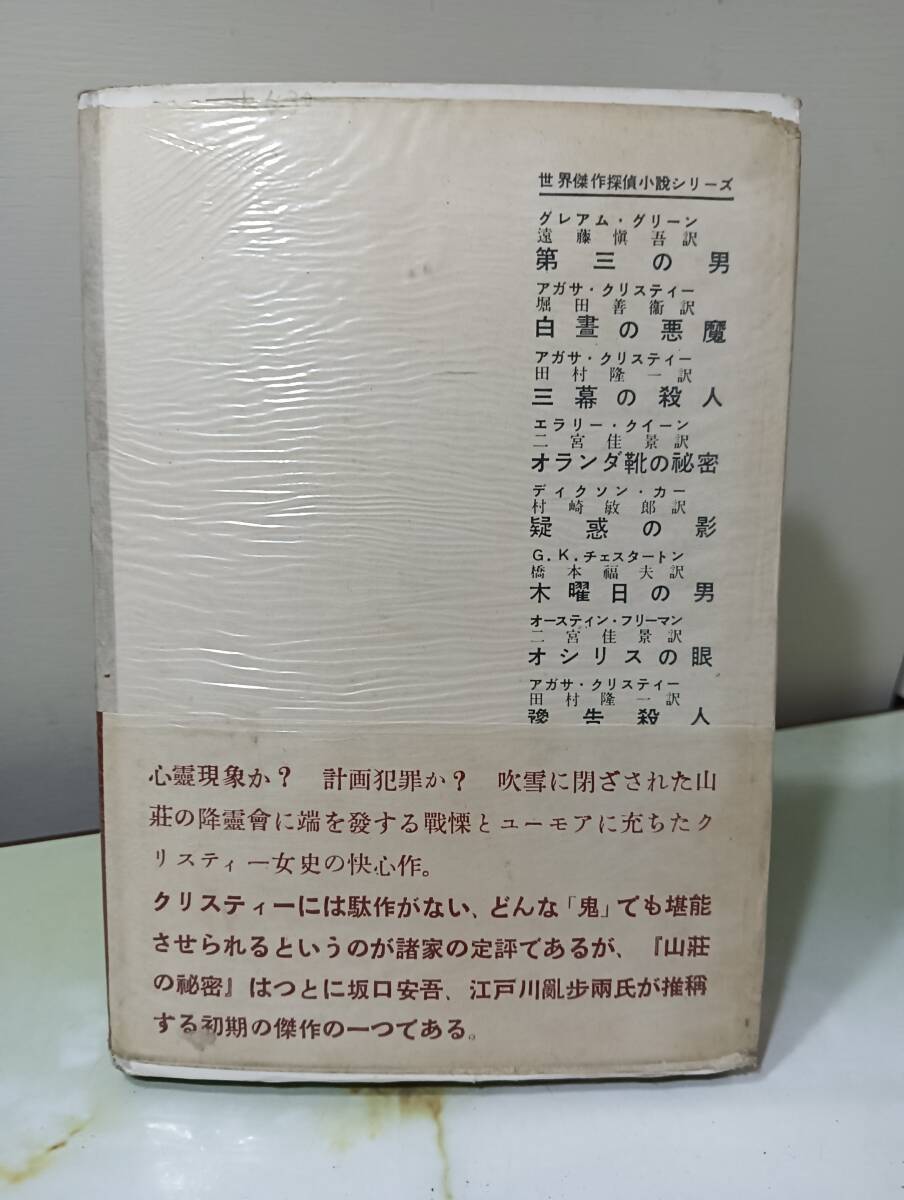 世界傑作探偵小說シリーズ
グレアム・グリーン
遠藤愼吾訳
第三の男
アガサ・クリスティー
堀田善衞訳
白晝の悪魔
アガサ・クリスティー
田村隆一訳
三幕の殺人
エラリー・クイーン
二宮佳景訳
オランダ靴の祕密
ディクソン・カー
村崎敏郎訳
疑惑の影
G.K.チェスタートン
橋本福夫訳
木曜日の男
オースティン・フリーマン
二宮佳景訳
オシリスの眼
アガサ・クリスティー
田村隆一訳
豫告殺人
心靈現象か？　計画犯罪か？　吹雪に閉ざされた山
莊の降靈會に端を發する戰慄とユーモアに充ちたク
リスティー女史の快心作。
クリスティーには駄作がない、どんな「鬼」でも堪能
させられるというのが諸家の定評であるが、『山莊
の祕密』はつとに坂口安吾、江戸川亂歩兩氏が推称
する初期の傑作の一つである。